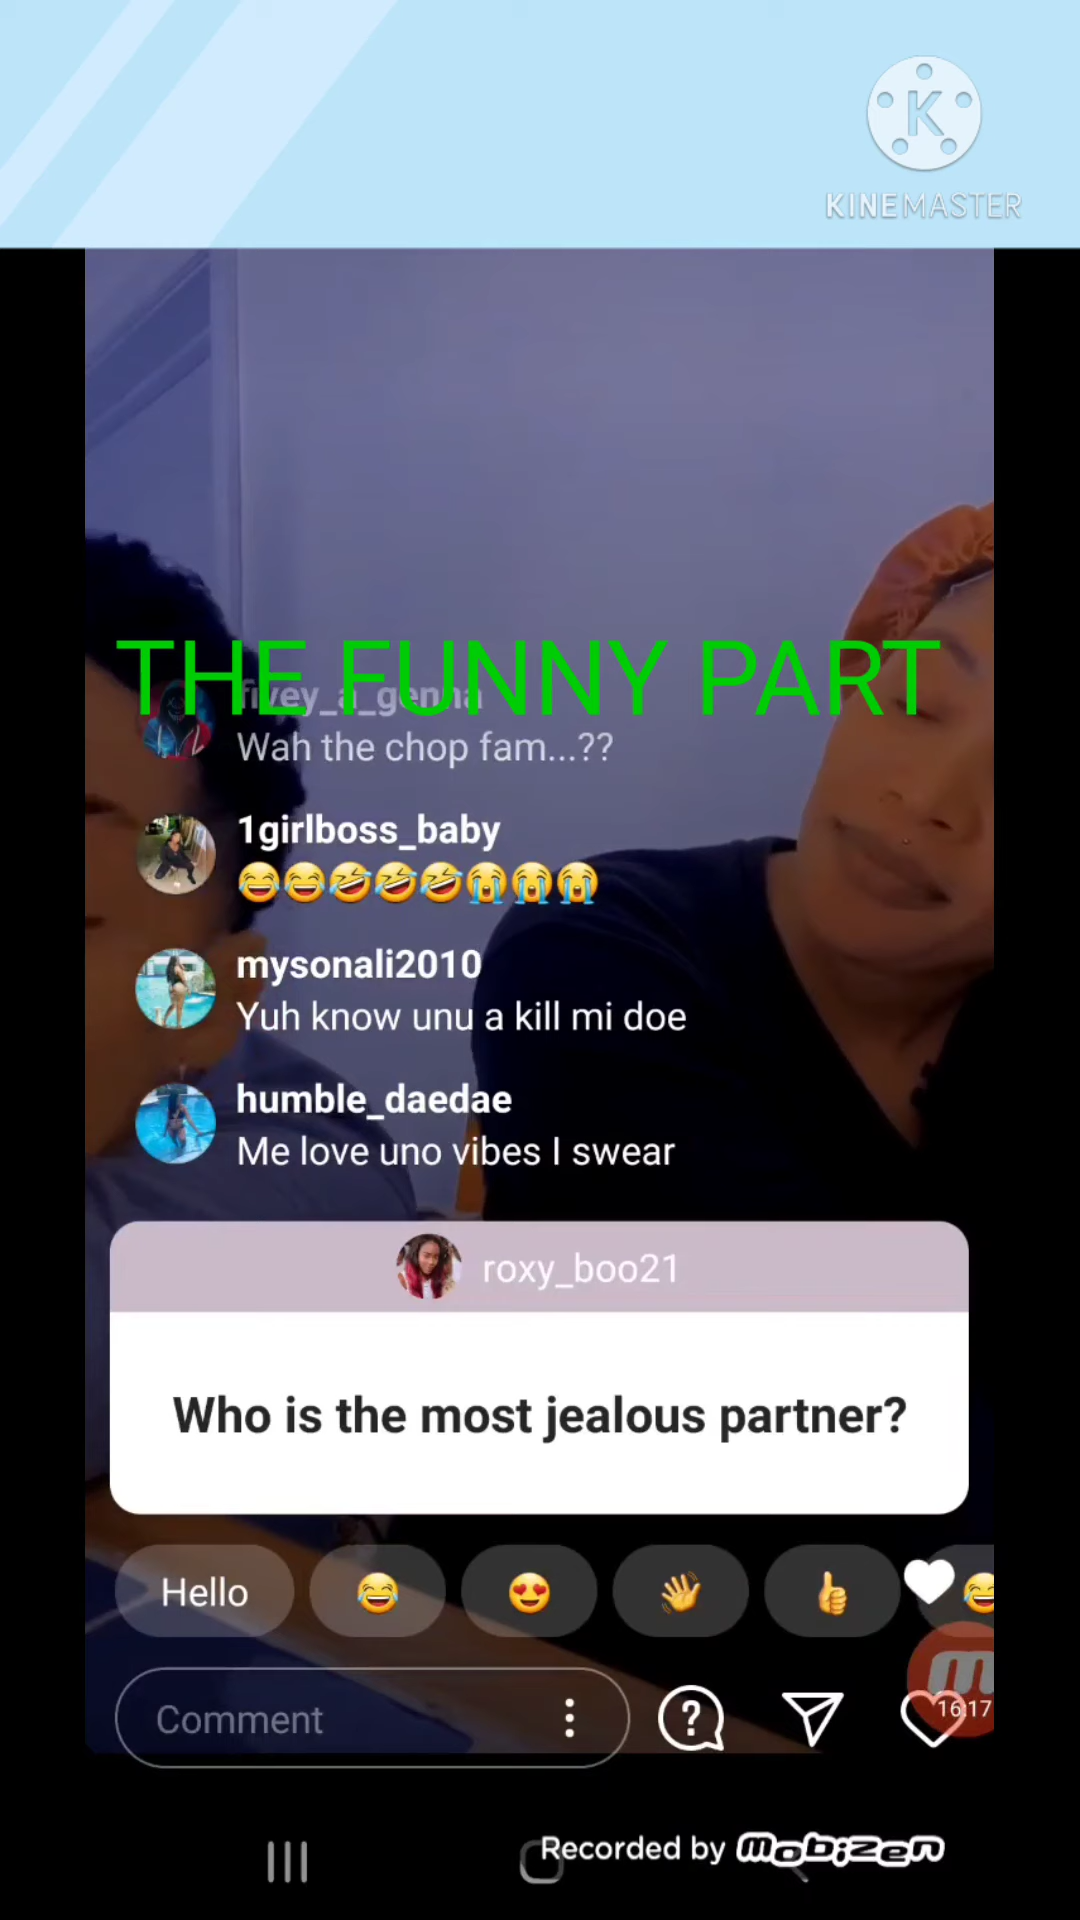 K
KINEMASTER
THE FUNNY PART
fivey_a_genna
Wah the chop fam...??
1girlboss_baby
😂😂🤣🤣🤣😭😭😭
mysonali2010
Yuh know unu a kill mi doe
humble_daedae
Me love uno vibes I swear
roxy_boo21
Who is the most jealous partner?
Hello 😂 😍 👋 👍 😂
Comment
16:17
Recorded by mobizen